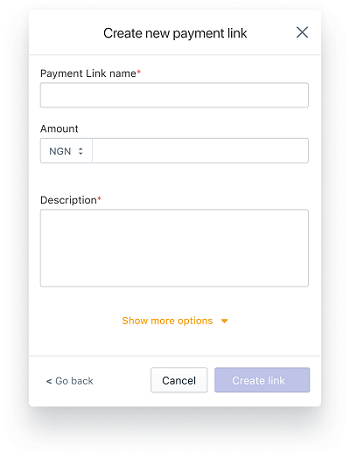 Create new payment link
Payment Link name*
Amount
NGN
Description*
Show more options
< Go back
Cancel
Create link